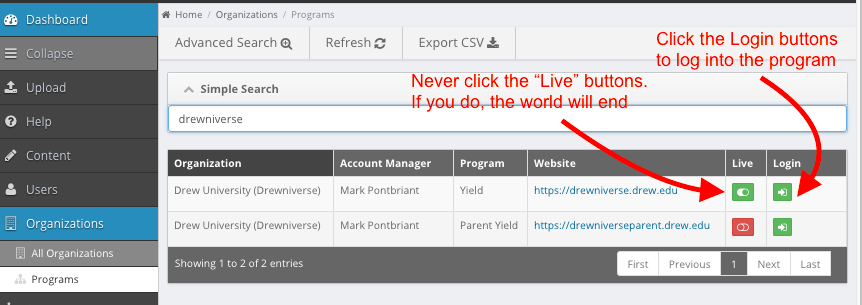 Dashboard
Collapse
Upload
Help
Content
Users
Organizations
All Organizations
Programs
Home / Organizations / Programs
Advanced Search
Refresh
Export CSV
Click the Login buttons
to log into the program
Never click the “Live” buttons.
If you do, the world will end
Simple Search
drewniverse
Organization Account Manager Program Website Live Login
Drew University (Drewniverse) Mark Pontbriant Yield https://drewniverse.drew.edu
Drew University (Drewniverse) Mark Pontbriant Parent Yield https://drewniverseparent.drew.edu
Showing 1 to 2 of 2 entries
First Previous 1 Next Last